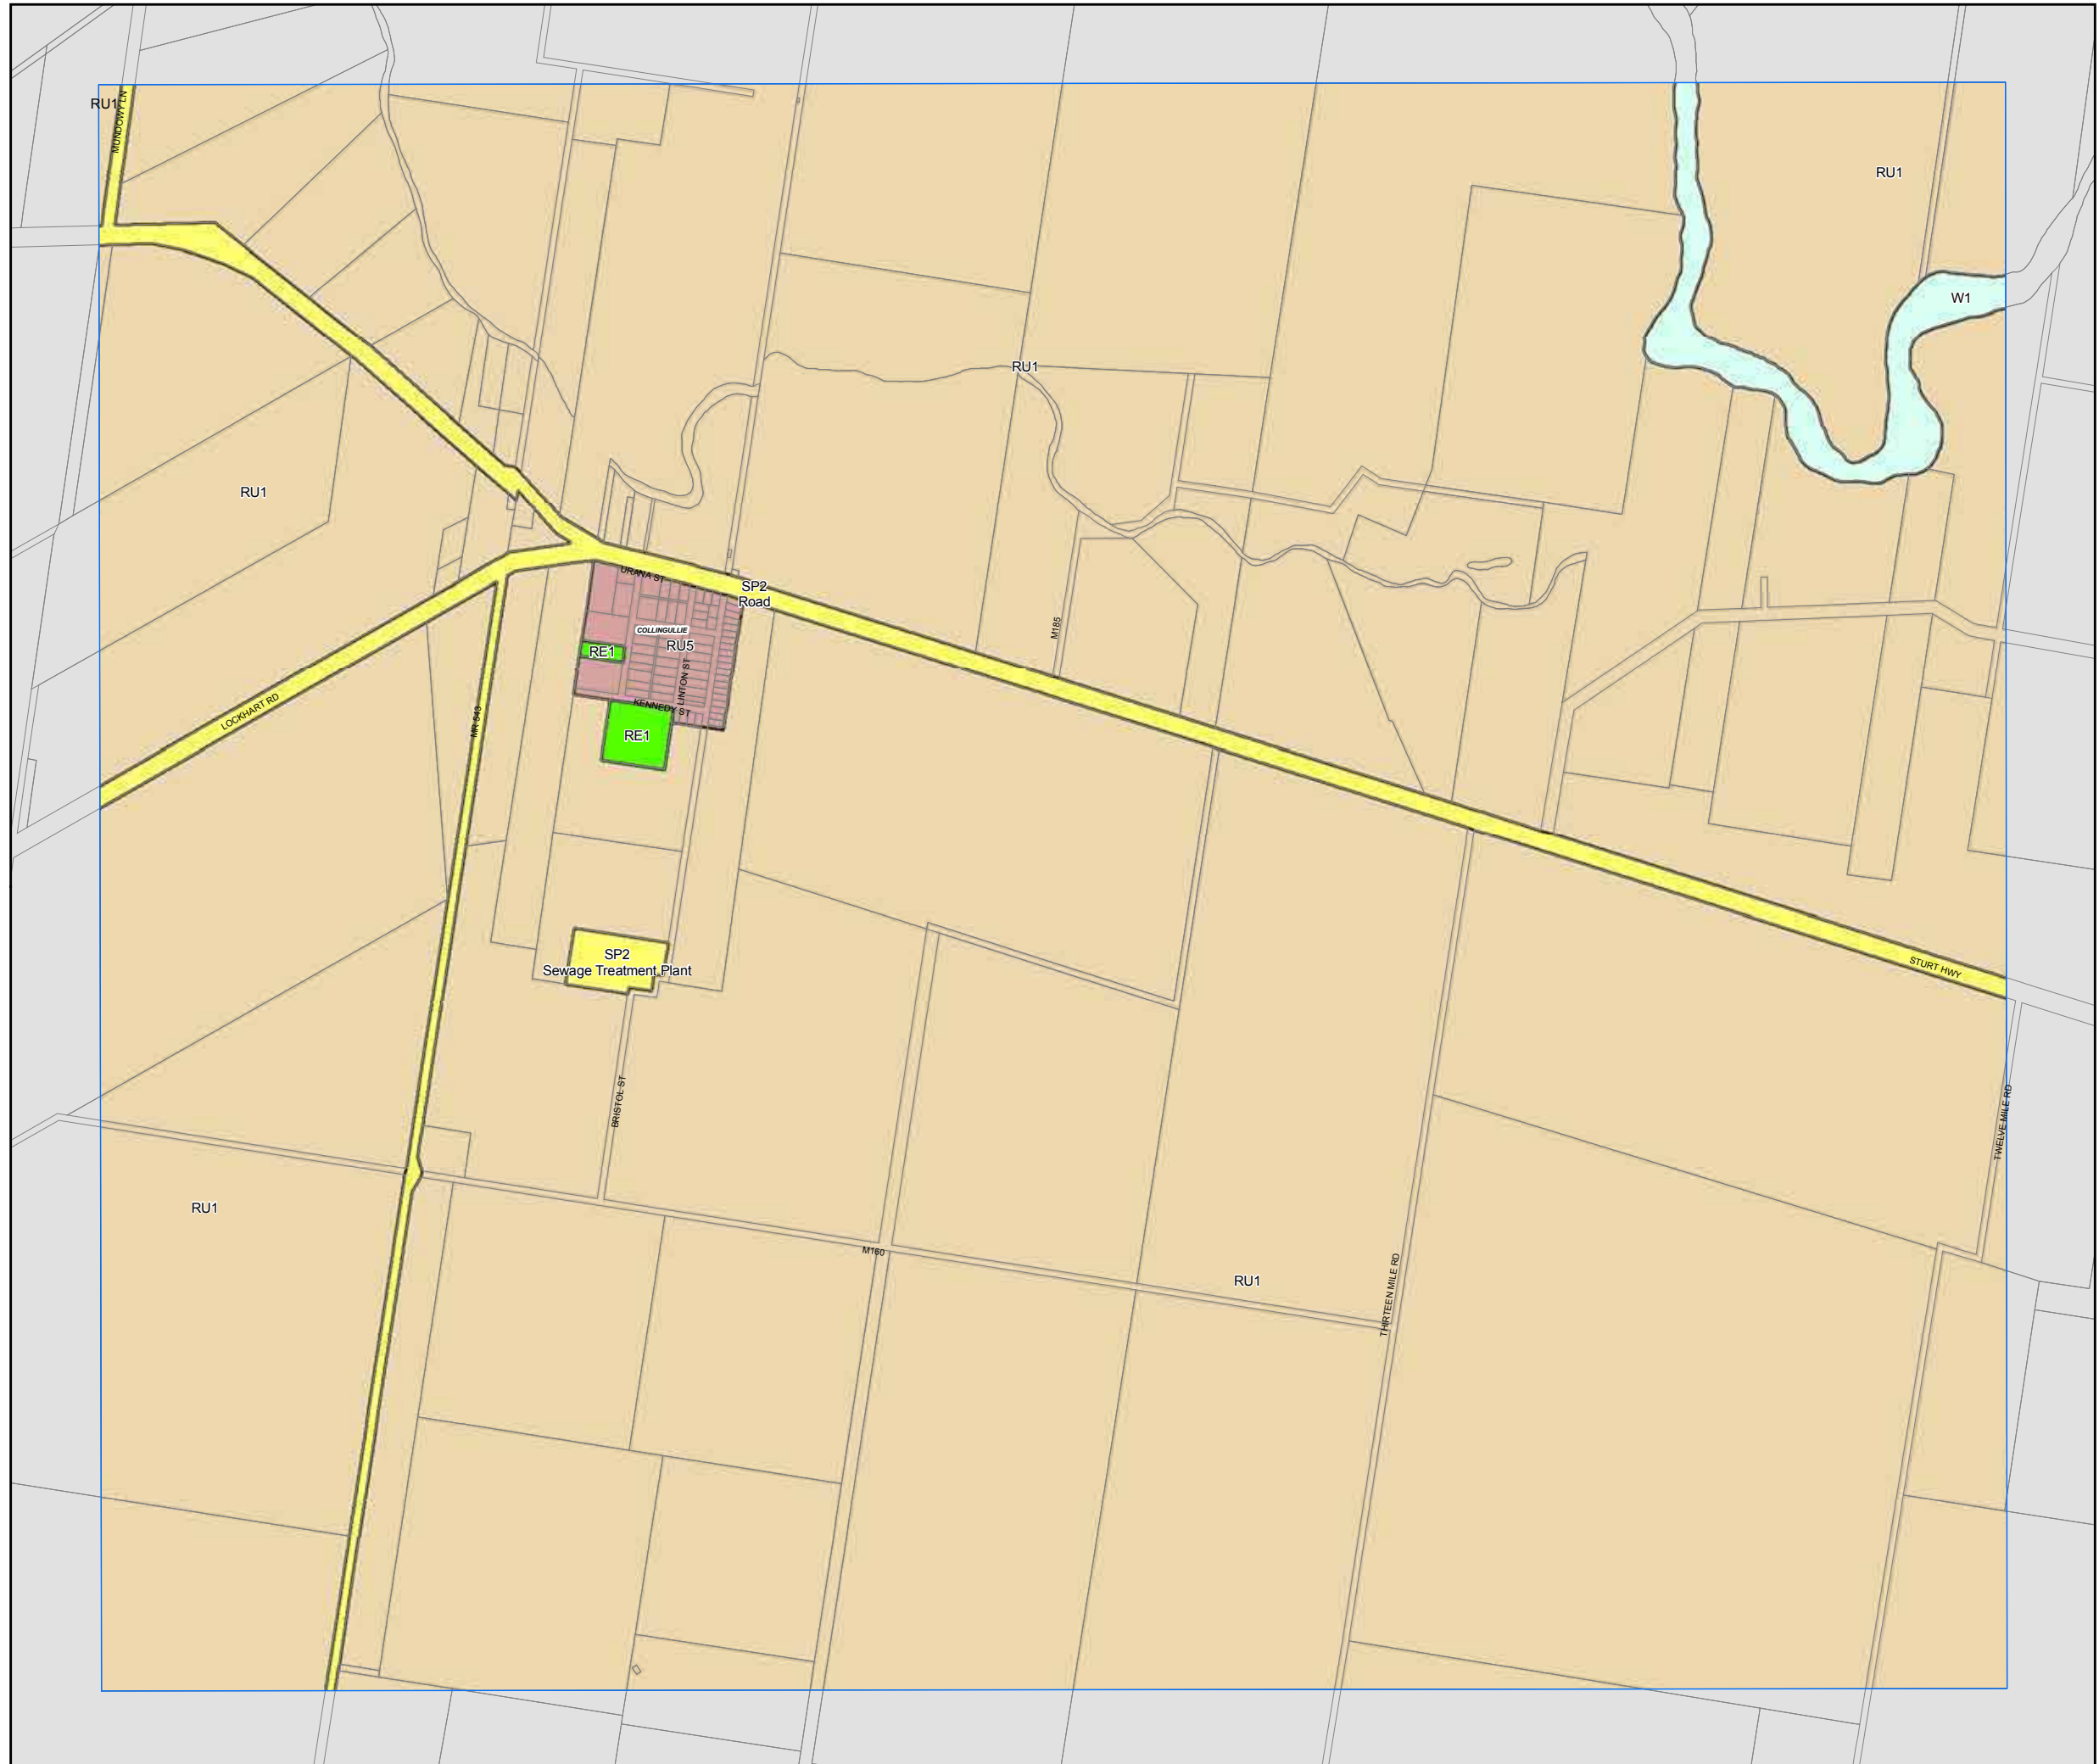 RU1
MUNDOWY LN
RU1
W1
RU1
RU1
URANA ST
SP2
Road
COLLINGULLIE
RU5
M185
RE1
LINTON ST
KENNEDY ST
LOCKHART RD
MR 543
RE1
SP2
Sewage Treatment Plant
STURT HWY
BRISTOL ST
TWELVE MILE RD
RU1
M160
RU1
THIRTEEN MILE RD